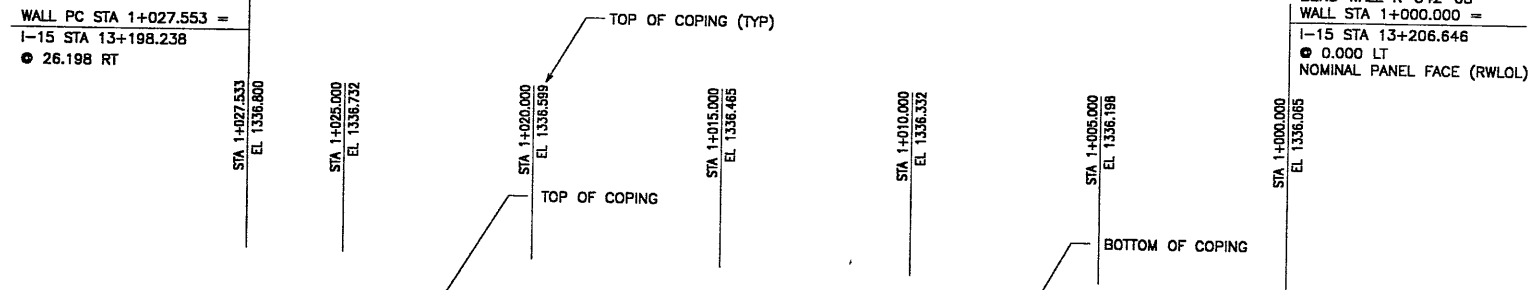 WALL PC STA 1+027.553 =
I-15 STA 13+198.238
@ 26.198 RT
TOP OF COPING (TYP)
WALL STA 1+000.000 =
I-15 STA 13+206.646
@ 0.000 LT
NOMINAL PANEL FACE (RWLOL)
STA 1+027.533
EL 1336.800
STA 1+025.000
EL 1336.732
STA 1+020.000
EL 1336.599
STA 1+015.000
EL 1336.465
STA 1+010.000
EL 1336.332
STA 1+005.000
EL 1336.198
STA 1+000.000
EL 1336.065
TOP OF COPING
BOTTOM OF COPING